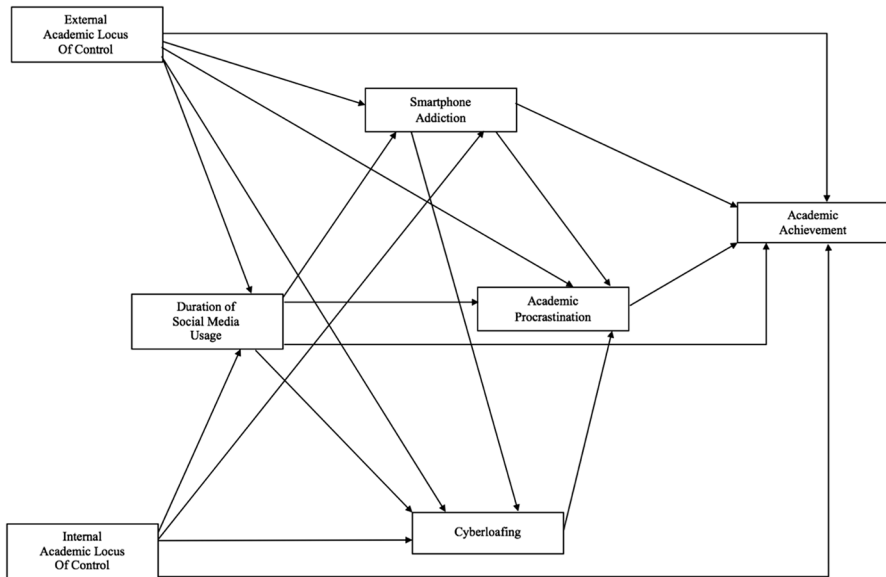 External
Academic Locus
Of Control
Smartphone
Addiction
Academic
Achievement
Duration of
Social Media
Usage
Academic
Procrastination
Cyberloafing
Internal
Academic Locus
Of Control